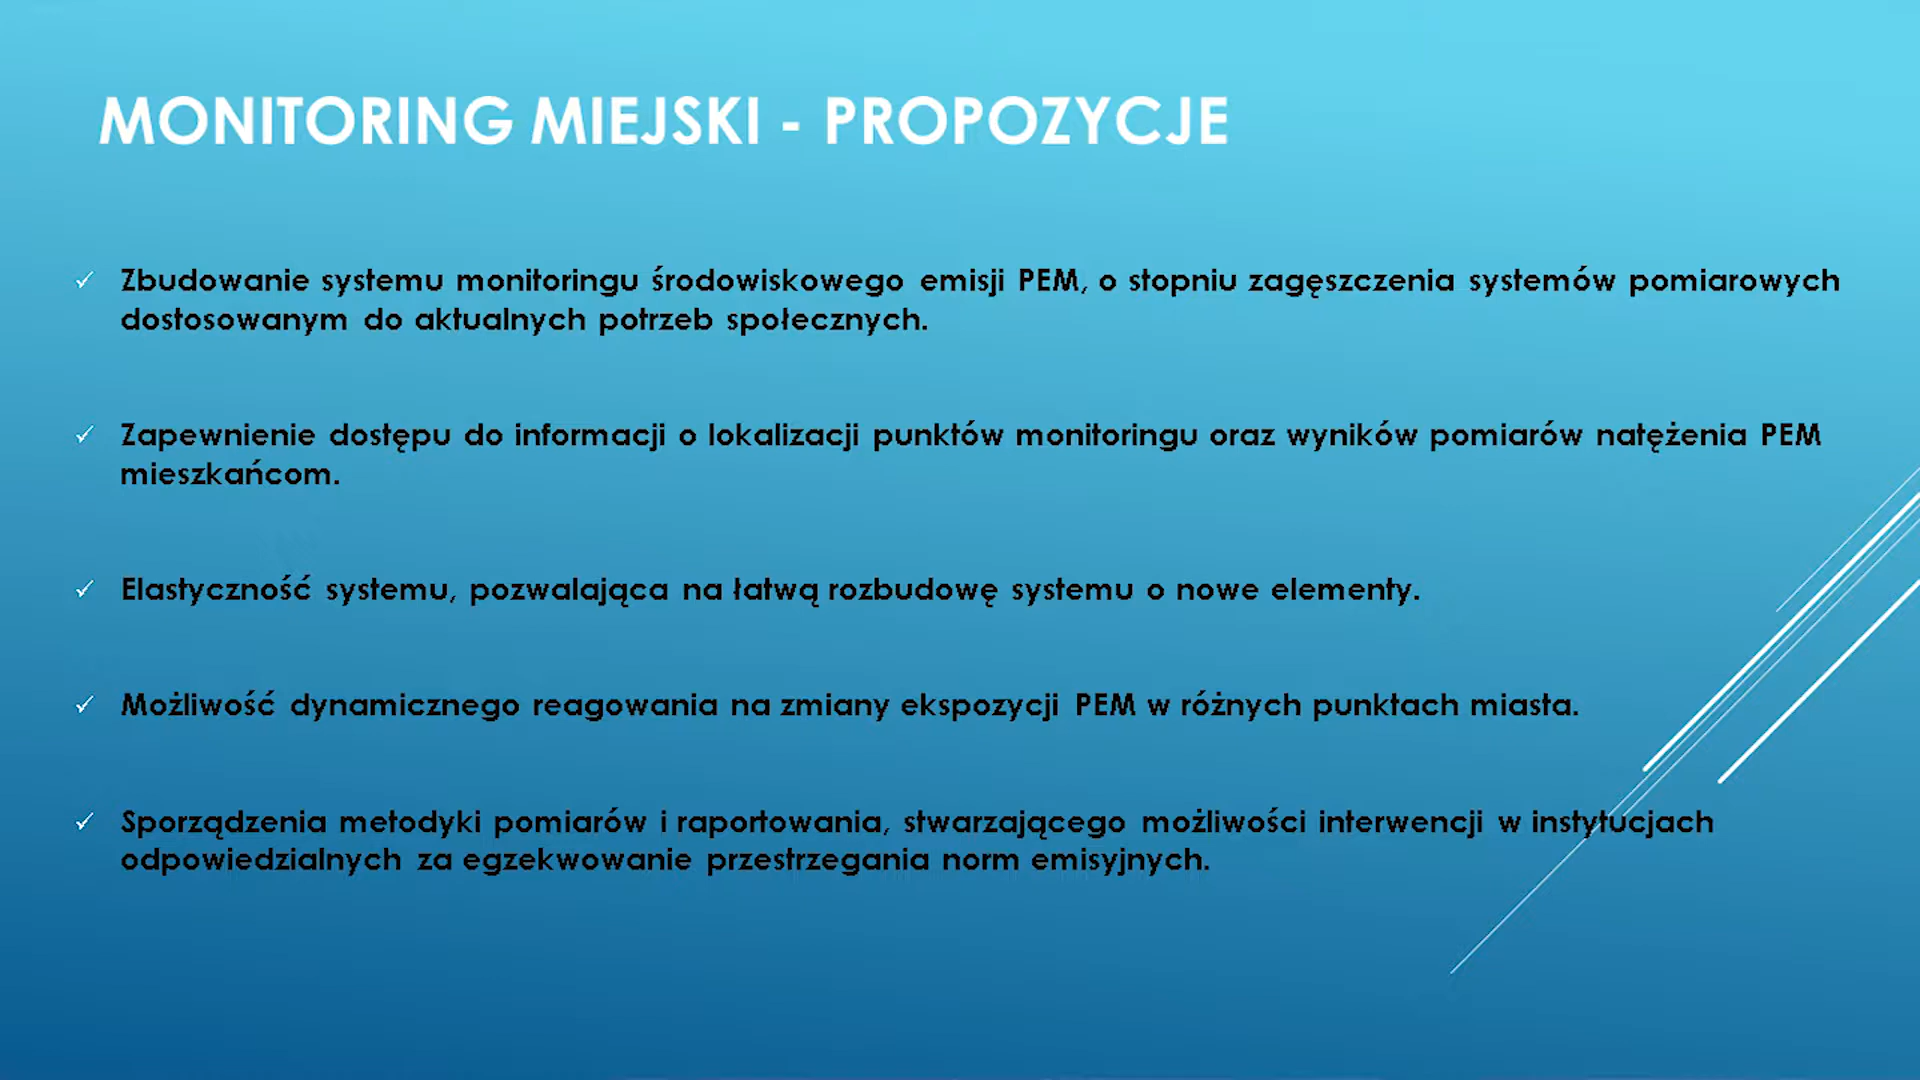 MONITORING MIEJSKI - PROPOZYCJE
Zbudowanie systemu monitoringu środowiskowego emisji PEM, o stopniu zagęszczenia systemów pomiarowych
dostosowanym do aktualnych potrzeb społecznych.
Zapewnienie dostępu do informacji o lokalizacji punktów monitoringu oraz wyników pomiarów natężenia PEM
mieszkańcom.
Elastyczność systemu, pozwalająca na łatwą rozbudowę systemu o nowe elementy.
Możliwość dynamicznego reagowania na zmiany ekspozycji PEM w różnych punktach miasta.
Sporządzenia metodyki pomiarów i raportowania, stwarzającego możliwości interwencji w instytucjach
odpowiedzialnych za egzekwowanie przestrzegania norm emisyjnych.